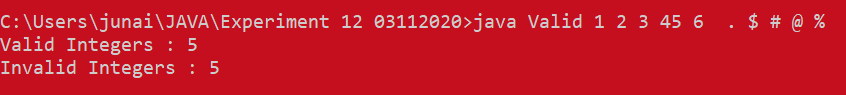 C:\Users\junai\JAVA\Experiment 12 03112020>java Valid 1 2 3 45 6  . $ # @ %
Valid Integers : 5
Invalid Integers : 5